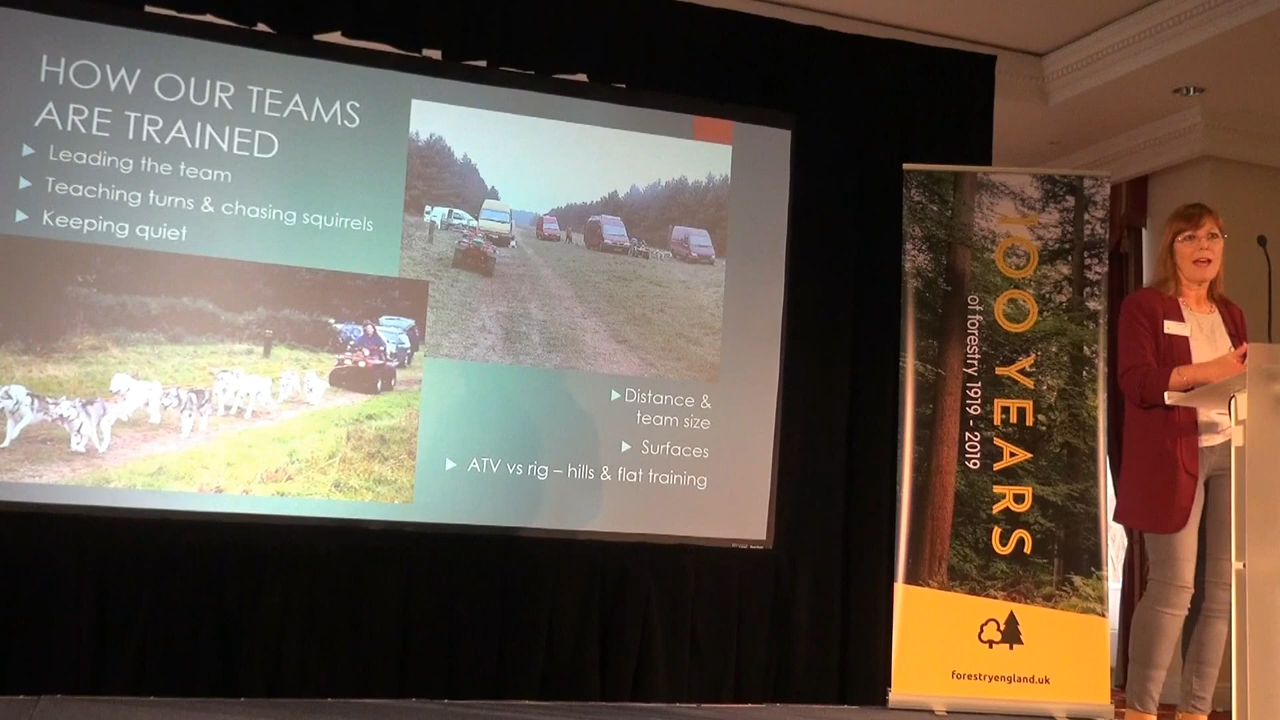 HOW OUR TEAMS
ARE TRAINED
Leading the team
Teaching turns & chasing squirrels
Keeping quiet
Distance &
team size
Surfaces
ATV vs rig – hills & flat training
100 YEARS
of forestry 1919 - 2019
forestryengland.uk